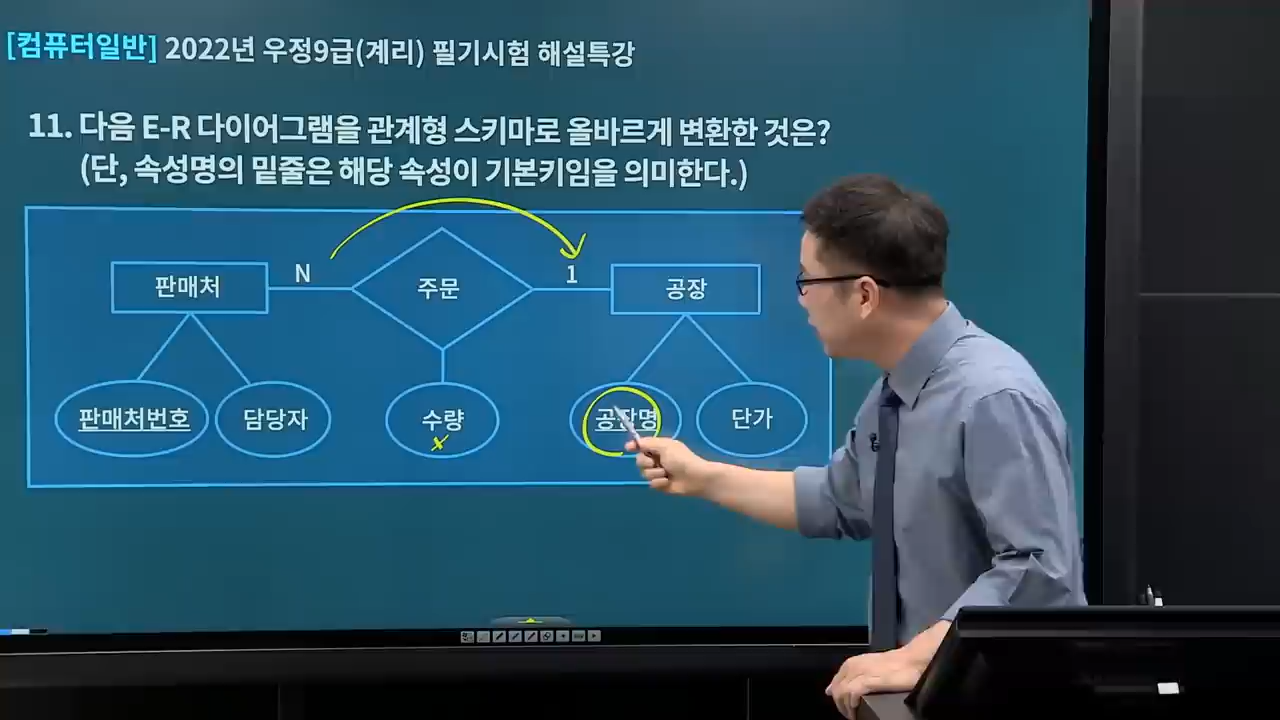 [컴퓨터일반] 2022년 우정9급(계리) 필기시험 해설특강
11. 다음 E-R 다이어그램을 관계형 스키마로 올바르게 변환한 것은?
(단, 속성명의 밑줄은 해당 속성이 기본키임을 의미한다.)
판매처 N 주문 1 공장
판매처번호 담당자 수량 공장명 단가